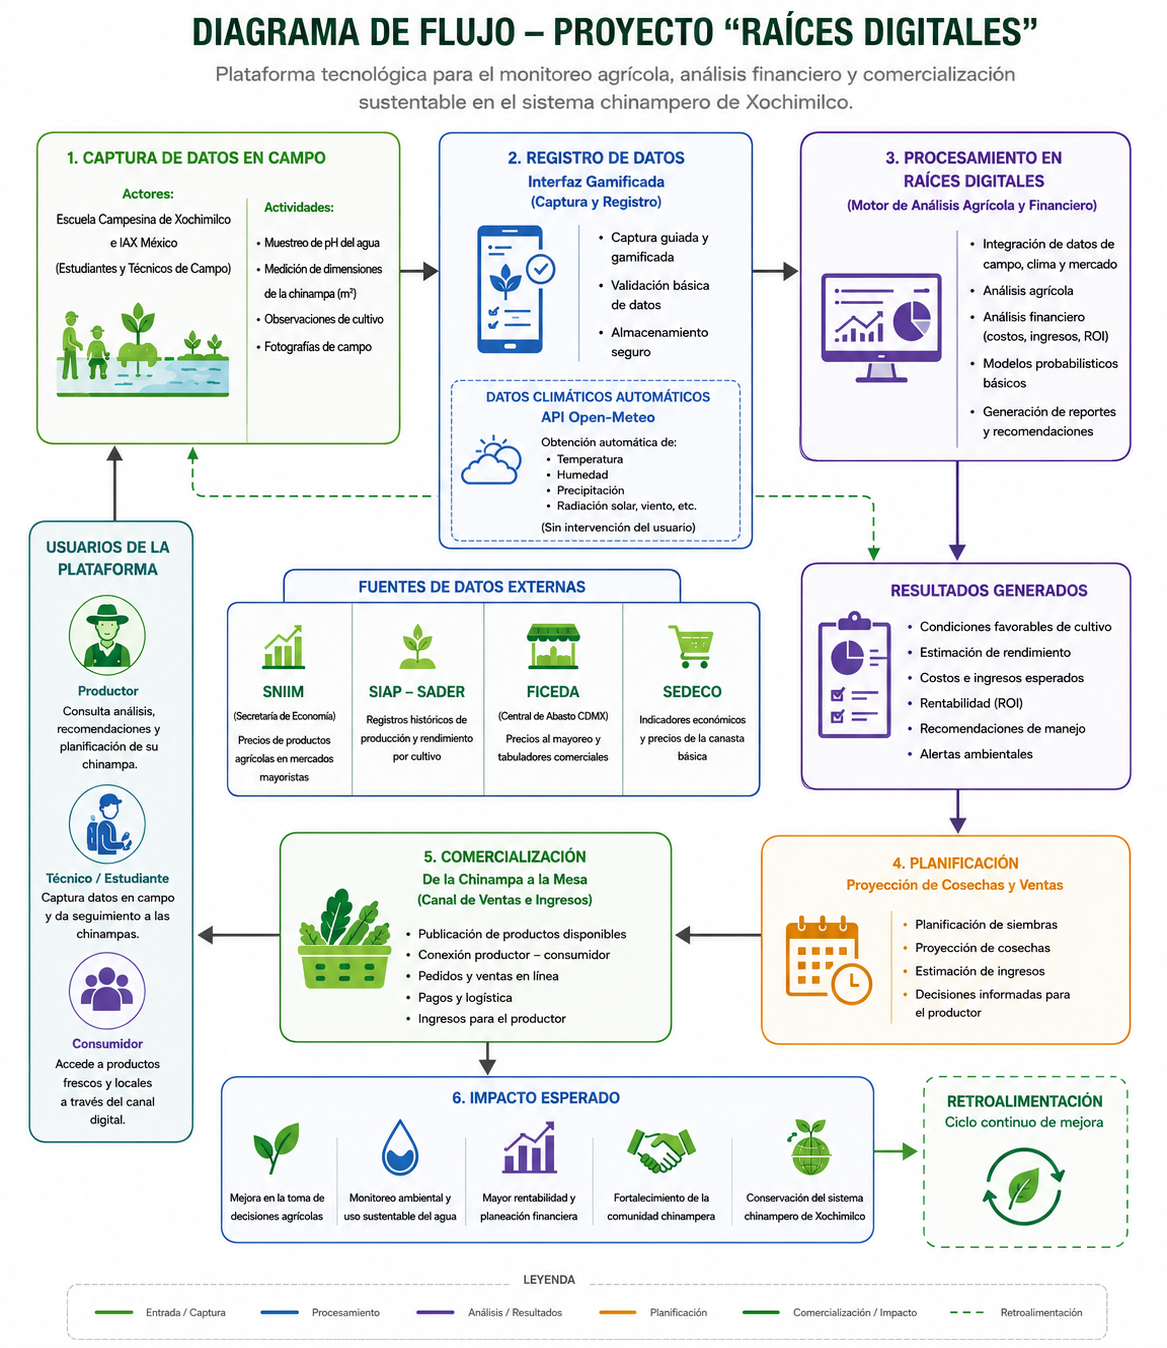 DIAGRAMA DE FLUJO – PROYECTO “RAÍCES DIGITALES”
Plataforma tecnológica para el monitoreo agrícola, análisis financiero y comercialización
sustentable en el sistema chinampero de Xochimilco.
1. CAPTURA DE DATOS EN CAMPO
Actores:
Escuela Campesina de Xochimilco
e IAX México
(Estudiantes y Técnicos de Campo)
Actividades:
• Muestreo de pH del agua
• Medición de dimensiones
de la chinampa (m²)
• Observaciones de cultivo
• Fotografías de campo
2. REGISTRO DE DATOS
Interfaz Gamificada
(Captura y Registro)
• Captura guiada y
gamificada
• Validación básica
de datos
• Almacenamiento
seguro
DATOS CLIMÁTICOS AUTOMÁTICOS
API Open-Meteo
Obtención automática de:
• Temperatura
• Humedad
• Precipitación
• Radiación solar, viento, etc.
(Sin intervención del usuario)
3. PROCESAMIENTO EN
RAÍCES DIGITALES
(Motor de Análisis Agrícola y Financiero)
• Integración de datos de
campo, clima y mercado
• Análisis agrícola
• Análisis financiero
(costos, ingresos, ROI)
• Modelos probabilisticos
básicos
• Generación de reportes
y recomendaciones
USUARIOS DE LA
PLATAFORMA
Productor
Consulta análisis,
recomendaciones y
planificación de su
chinampa.
Técnico / Estudiante
Captura datos en campo
y da seguimiento a las
chinampas.
Consumidor
Accede a productos
frescos y locales
a través del canal
digital.
FUENTES DE DATOS EXTERNAS
SNIIM
(Secretaría de Economía)
Precios de productos
agrícolas en mercados
mayoristas
SIAP – SADER
Registros históricos de
producción y rendimiento
por cultivo
FICEDA
(Central de Abasto CDMX)
Precios al mayoreo y
tabuladores comerciales
SEDECO
Indicadores económicos
y precios de la canasta
básica
RESULTADOS GENERADOS
• Condiciones favorables de cultivo
• Estimación de rendimiento
• Costos e ingresos esperados
• Rentabilidad (ROI)
• Recomendaciones de manejo
• Alertas ambientales
4. PLANIFICACIÓN
Proyección de Cosechas y Ventas
• Planificación de siembras
• Proyección de cosechas
• Estimación de ingresos
• Decisiones informadas para
el productor
5. COMERCIALIZACIÓN
De la Chinampa a la Mesa
(Canal de Ventas e Ingresos)
• Publicación de productos disponibles
• Conexión productor – consumidor
• Pedidos y ventas en línea
• Pagos y logística
• Ingresos para el productor
6. IMPACTO ESPERADO
Mejora en la toma de
decisiones agrícolas
Monitoreo ambiental y
uso sustentable del agua
Mayor rentabilidad y
planeación financiera
Fortalecimiento de la
comunidad chinampera
Conservación del sistema
chinampero de Xochimilco
RETROALIMENTACIÓN
Ciclo continuo de mejora
LEYENDA
Entrada / Captura
Procesamiento
Análisis / Resultados
Planificación
Comercialización / Impacto
Retroalimentación